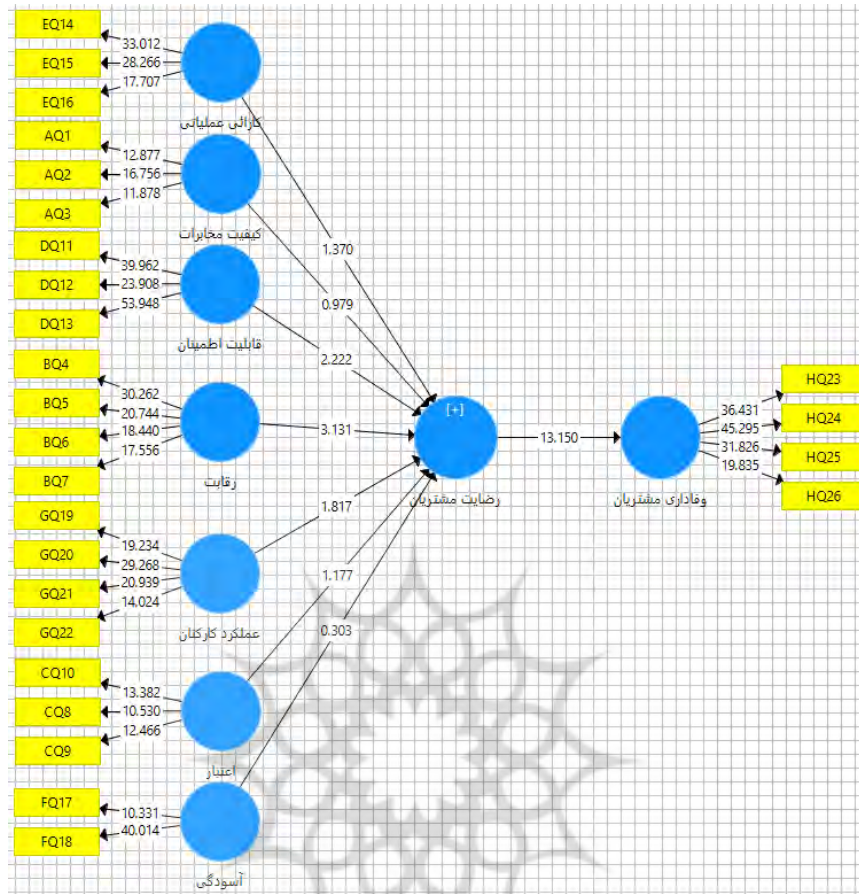 EQ14
33.012
EQ15
28.266
17.707
EQ16
کارائی عملیاتی
AQ1
12.877
AQ2
16.756
11.878
AQ3
کیفیت مخابرات
DQ11
39.962
DQ12
23.908
53.948
DQ13
قابلیت اطمینان
BQ4
30.262
BQ5
20.744
BQ6
18.440
17.556
BQ7
رقابت
GQ19
19.234
GQ20
29.268
GQ21
20.939
14.024
GQ22
عملکرد کارکنان
CQ10
13.382
CQ8
10.530
12.466
CQ9
اعتبار
FQ17
10.331
40.014
FQ18
آسودگی
1.370
0.979
2.222
3.131
1.817
1.177
0.303
[+]
رضایت مشتریان
13.150
وفاداری مشتریان
36.431
HQ23
45.295
HQ24
31.826
HQ25
19.835
HQ26